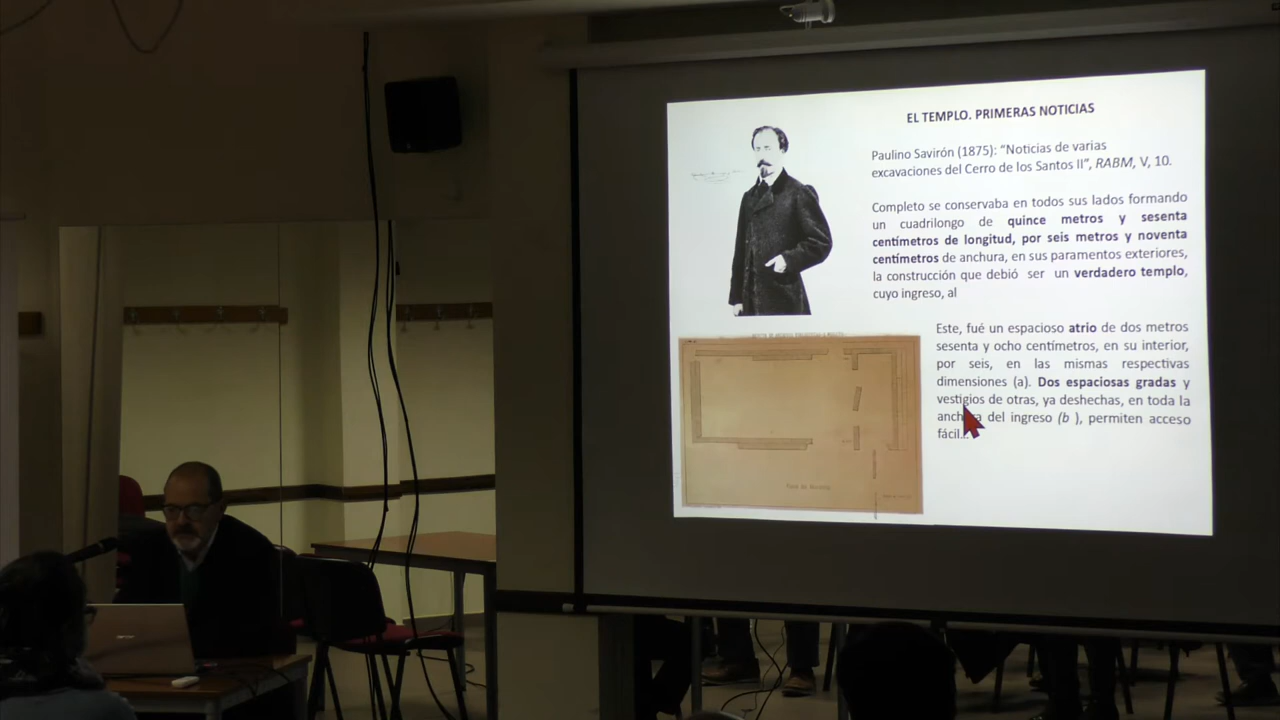 EL TEMPLO. PRIMERAS NOTICIAS
Paulino Savirón (1875): “Noticias de varias
excavaciones del Cerro de los Santos II”, RABM, V, 10.
Completo se conservaba en todos sus lados formando
un cuadrilongo de quince metros y sesenta
centímetros de longitud, por seis metros y noventa
centímetros de anchura, en sus paramentos exteriores,
la construcción que debió ser un verdadero templo,
cuyo ingreso, al
Este, fué un espacioso atrio de dos metros
sesenta y ocho centímetros, en su interior,
por seis, en las mismas respectivas
dimensiones (a). Dos espaciosas gradas y
vestigios de otras, ya deshechas, en toda la
anchura del ingreso (b ), permiten acceso
fácil...